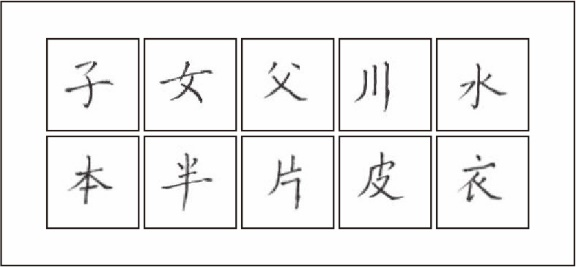 子 女 父 川 水
本 半 片 皮 衣